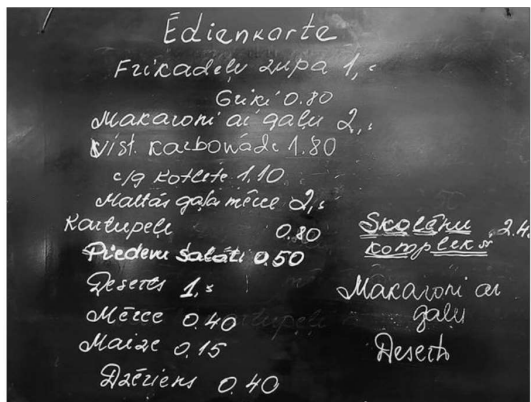 Ēdienkarte
Frikadeļu zupa 1,-
Griķi 0.80
Makaroni ar gaļu 2,-
Vist. karbonāde 1.80
c/g kotlete 1.10
Maltās gaļas mērce 2,-
Kartupeļi 0.80
Piedevu Salāti 0.50
Deserts 1,-
Mērce 0.40
Maize 0.15
Dzēriens 0.40
Skolēnu 2.4
komplekss
Makaroni ar
gaļu
Deserts